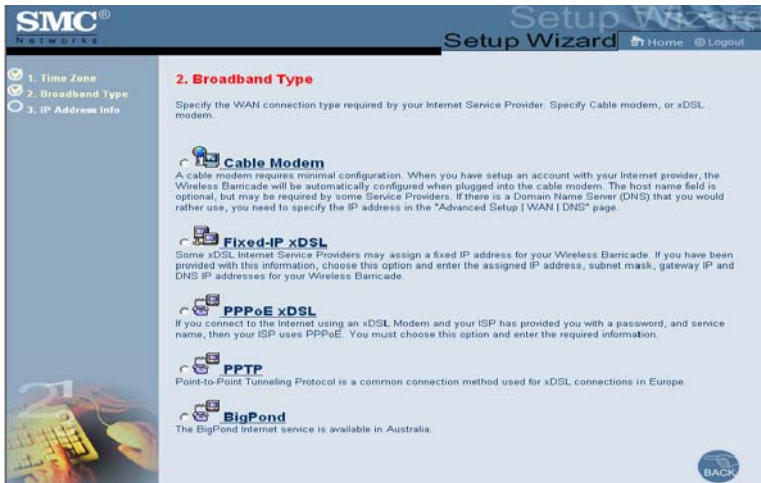 SMC®
Networks
Setup Wizard
Setup Wizard
Home
Logout
1. Time Zone
2. Broadband Type
3. IP Address Info
2. Broadband Type
Specify the WAN connection type required by your Internet Service Provider. Specify Cable modem, or xDSL
modem.
Cable Modem
A cable modem requires minimal configuration. When you have setup an account with your Internet provider, the
Wireless Barricade will be automatically configured when plugged into the cable modem. The host name field is
optional, but may be required by some Service Providers. If there is a Domain Name Server (DNS) that you would
rather use, you need to specify the IP address in the "Advanced Setup | WAN | DNS" page.
Fixed-IP xDSL
Some xDSL Internet Service Providers may assign a fixed IP address for your Wireless Barricade. If you have been
provided with this information, choose this option and enter the assigned IP address, subnet mask, gateway IP and
DNS IP addresses for your Wireless Barricade.
PPPoE xDSL
If you connect to the Internet using an xDSL Modem and your ISP has provided you with a password, and service
name, then your ISP uses PPPoE. You must choose this option and enter the required information.
PPTP
Point-to-Point Tunneling Protocol is a common connection method used for xDSL connections in Europe.
BigPond
The BigPond Internet service is available in Australia.
BACK